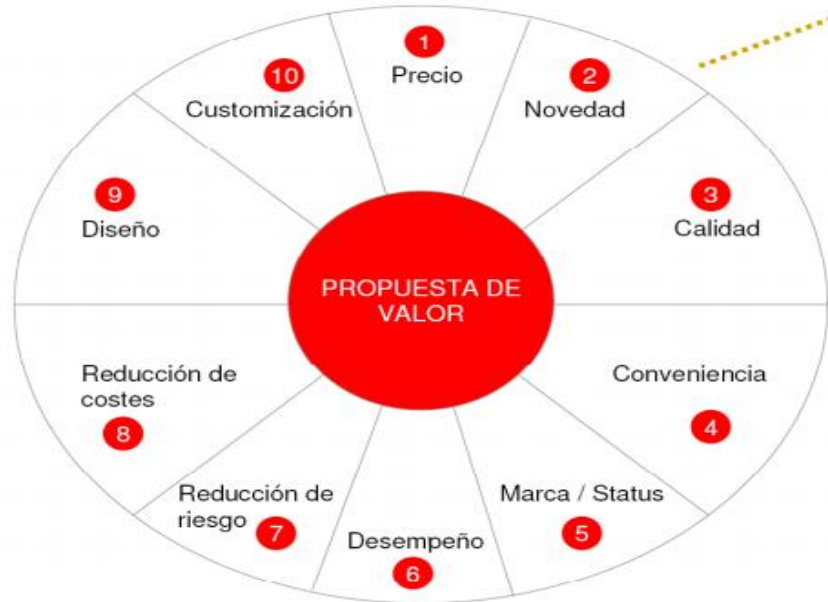 1
Precio
2
Novedad
3
Calidad
Conveniencia
4
Marca / Status
5
Desempeño
6
Reducción de
riesgo
7
Reducción de
costes
8
9
Diseño
10
Customización
PROPUESTA DE
VALOR